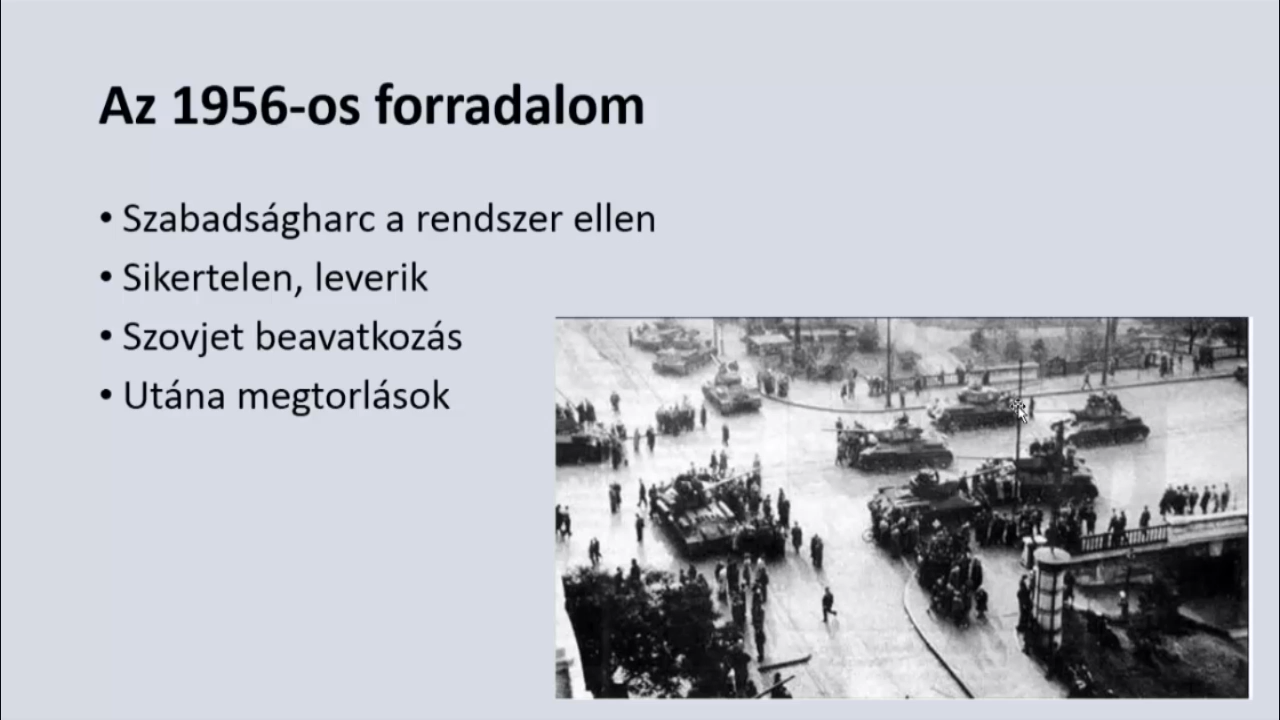 Az 1956-os forradalom
• Szabadságharc a rendszer ellen
• Sikertelen, leverik
• Szovjet beavatkozás
• Utána megtorlások